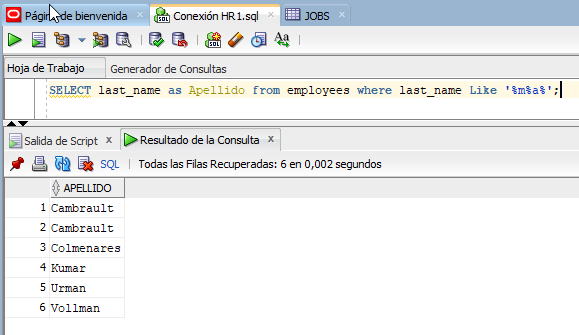 Página de bienvenida Conexión HR1.sql JOBS
SQL
Aa
Hoja de Trabajo Generador de Consultas
SELECT last_name as Apellido from employees where last_name Like '%m%a%';
Salida de Script Resultado de la Consulta
SQL Todas las Filas Recuperadas: 6 en 0,002 segundos
APELLIDO
1 Cambrault
2 Cambrault
3 Colmenares
4 Kumar
5 Urman
6 Vollman